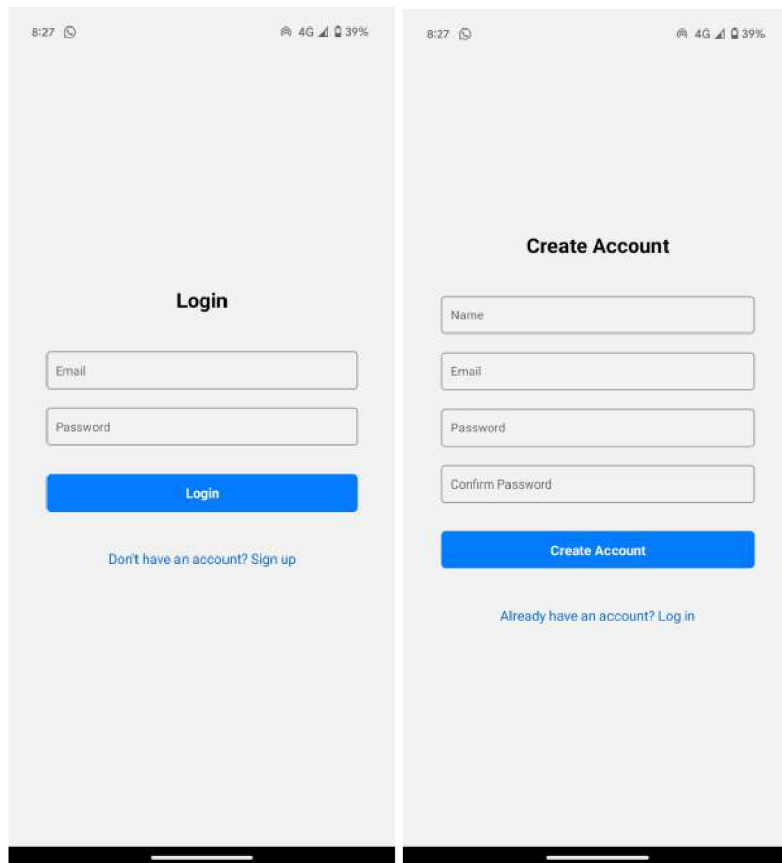 8:27 4G 39%
Login
Email
Password
Login
Don't have an account? Sign up
8:27 4G 39%
Create Account
Name
Email
Password
Confirm Password
Create Account
Already have an account? Log in